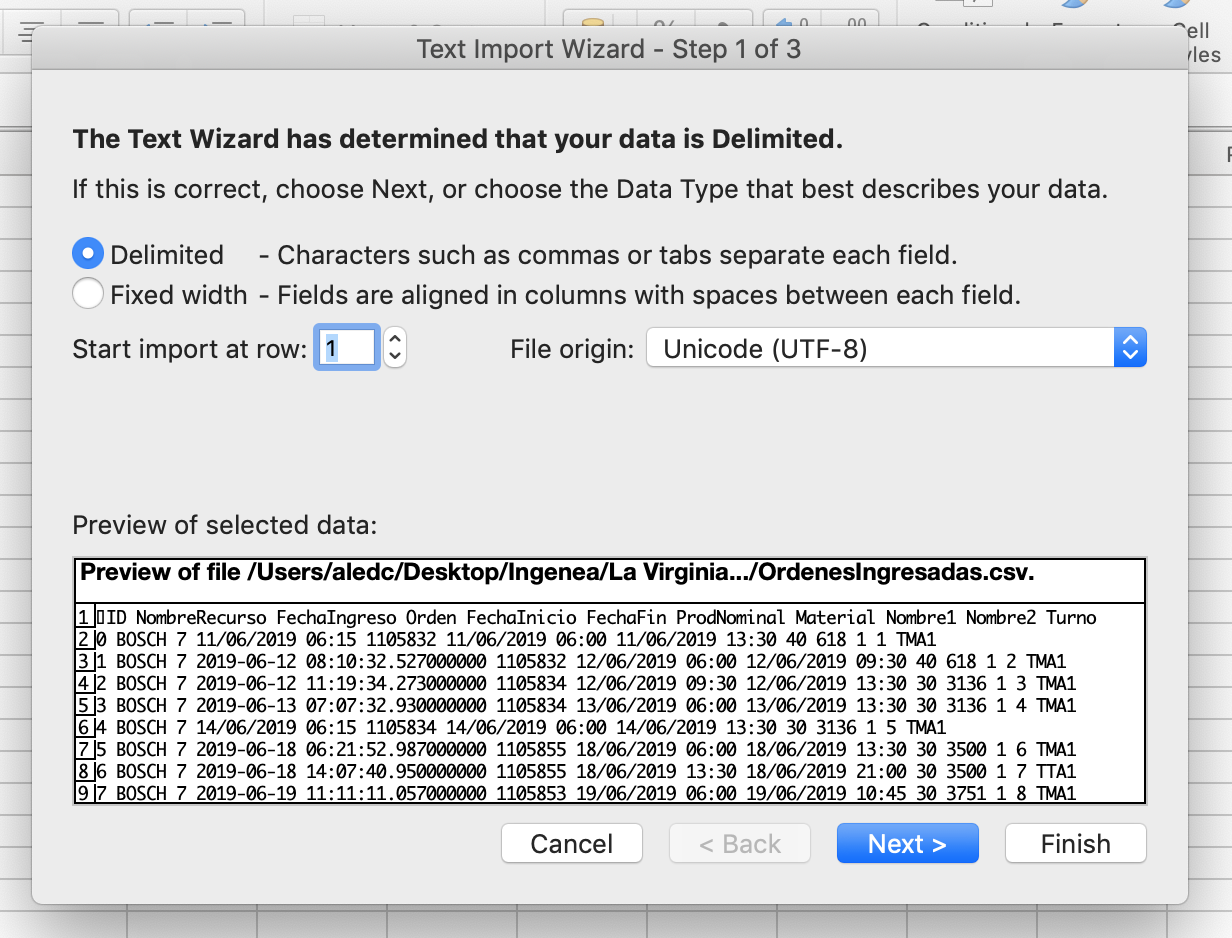 Text Import Wizard - Step 1 of 3
The Text Wizard has determined that your data is Delimited.
If this is correct, choose Next, or choose the Data Type that best describes your data.
Delimited - Characters such as commas or tabs separate each field.
Fixed width - Fields are aligned in columns with spaces between each field.
Start import at row: 1 File origin: Unicode (UTF-8)
Preview of selected data:
Preview of file /Users/aledc/Desktop/Ingenea/La Virginia.../OrdenesIngresadas.csv.
1 ▯ID NombreRecurso FechaIngreso Orden FechaInicio FechaFin ProdNominal Material Nombre1 Nombre2 Turno
2 0 BOSCH 7 11/06/2019 06:15 1105832 11/06/2019 06:00 11/06/2019 13:30 40 618 1 1 TMA1
3 1 BOSCH 7 2019-06-12 08:10:32.527000000 1105832 12/06/2019 06:00 12/06/2019 09:30 40 618 1 2 TMA1
4 2 BOSCH 7 2019-06-12 11:19:34.273000000 1105834 12/06/2019 09:30 12/06/2019 13:30 30 3136 1 3 TMA1
5 3 BOSCH 7 2019-06-13 07:07:32.930000000 1105834 13/06/2019 06:00 13/06/2019 13:30 30 3136 1 4 TMA1
6 4 BOSCH 7 14/06/2019 06:15 1105834 14/06/2019 06:00 14/06/2019 13:30 30 3136 1 5 TMA1
7 5 BOSCH 7 2019-06-18 06:21:52.987000000 1105855 18/06/2019 06:00 18/06/2019 13:30 30 3500 1 6 TMA1
8 6 BOSCH 7 2019-06-18 14:07:40.950000000 1105855 18/06/2019 13:30 18/06/2019 21:00 30 3500 1 7 TTA1
9 7 BOSCH 7 2019-06-19 11:11:11.057000000 1105853 19/06/2019 06:00 19/06/2019 10:45 30 3751 1 8 TMA1
Cancel < Back Next > Finish